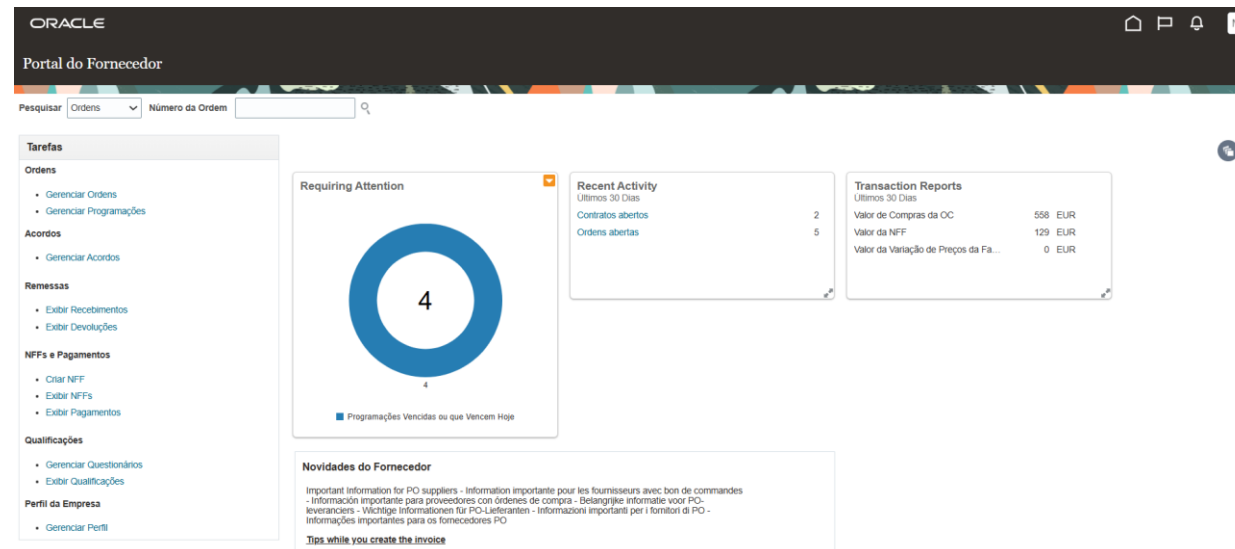 ORACLE
Portal do Fornecedor
Pesquisar Ordens Número da Ordem
Tarefas
Ordens
Gerenciar Ordens
Gerenciar Programações
Acordos
Gerenciar Acordos
Remessas
Exibir Recebimentos
Exibir Devoluções
NFFs e Pagamentos
Criar NFF
Exibir NFFs
Exibir Pagamentos
Qualificações
Gerenciar Questionários
Exibir Qualificações
Perfil da Empresa
Gerenciar Perfil
Requiring Attention
4
4
Programações Vencidas ou que Vencem Hoje
Recent Activity
Últimos 30 Dias
Contratos abertos 2
Ordens abertas 5
Transaction Reports
Últimos 30 Dias
Valor de Compras da OC 558 EUR
Valor da NFF 129 EUR
Valor da Variação de Preços da Fa... 0 EUR
Novidades do Fornecedor
Important Information for PO suppliers - Information importante pour les fournisseurs avec bon de commandes
- Información importante para proveedores con órdenes de compra - Belangrijke informatie voor PO-
leveranciers - Wichtige Informationen für PO-Lieferanten - Informazioni importanti per i fornitori di PO -
Informações importantes para os fornecedores PO
Tips while you create the invoice